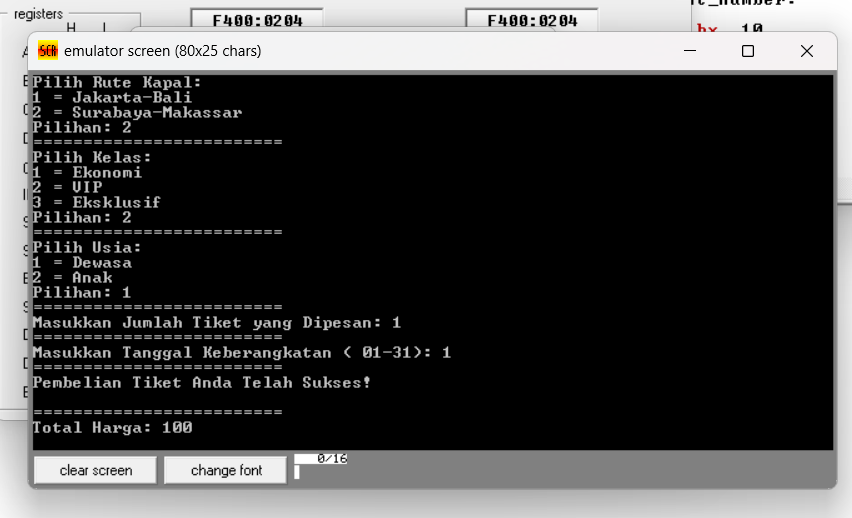 registers
H L
F400:0204
F400:0204
bx, 10
emulator screen (80x25 chars)
Pilih Rute Kapal:
1 = Jakarta-Bali
2 = Surabaya-Makassar
Pilihan: 2
=========================
Pilih Kelas:
1 = Ekonomi
2 = VIP
3 = Eksklusif
Pilihan: 2
=========================
Pilih Usia:
1 = Dewasa
2 = Anak
Pilihan: 1
=========================
Masukkan Jumlah Tiket yang Dipesan: 1
=========================
Masukkan Tanggal Keberangkatan ( 01-31): 1
=========================
Pembelian Tiket Anda Telah Sukses!
=========================
Total Harga: 100
clear screen
change font
0/16